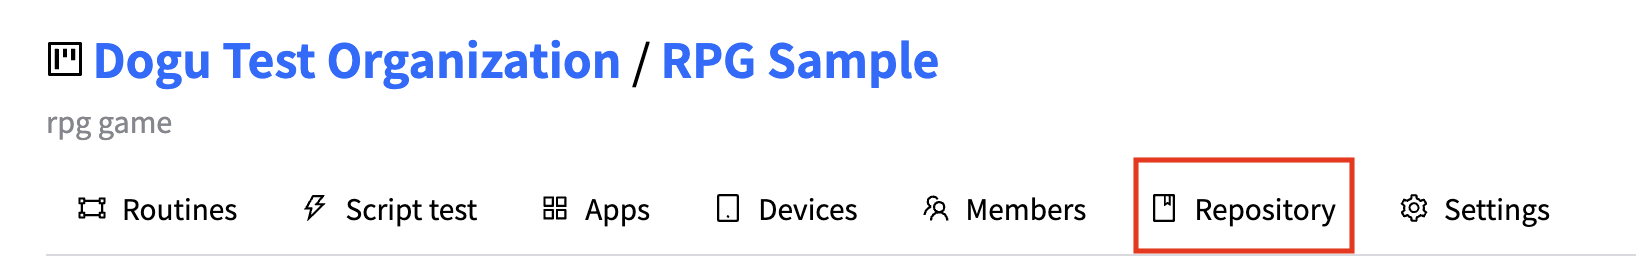 Dogu Test Organization / RPG Sample
rpg game
Routines Script test Apps Devices Members Repository Settings